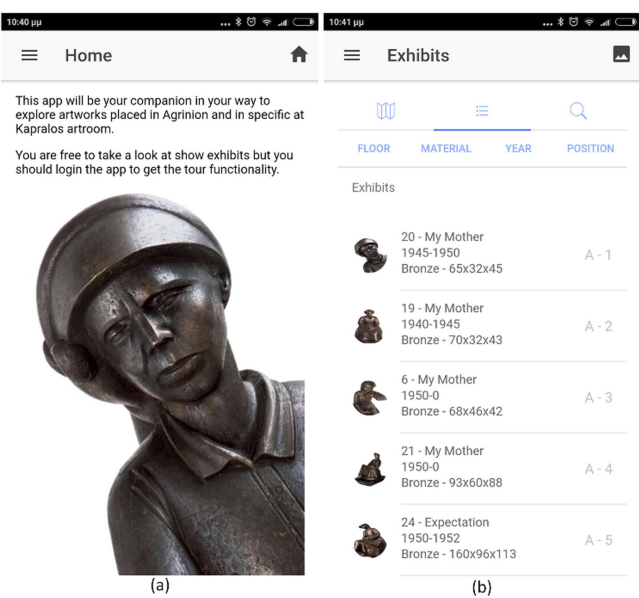 10:40 μμ
Home
This app will be your companion in your way to
explore artworks placed in Agrinion and in specific at
Kapralos artroom.
You are free to take a look at show exhibits but you
should login the app to get the tour functionality.
(a)
10:41 μμ
Exhibits
FLOOR MATERIAL YEAR POSITION
Exhibits
20 - My Mother
1945-1950
Bronze - 65x32x45
A - 1
19 - My Mother
1940-1945
Bronze - 70x32x43
A - 2
6 - My Mother
1950-0
Bronze - 68x46x42
A - 3
21 - My Mother
1950-0
Bronze - 93x60x88
A - 4
24 - Expectation
1950-1952
Bronze - 160x96x113
A - 5
(b)